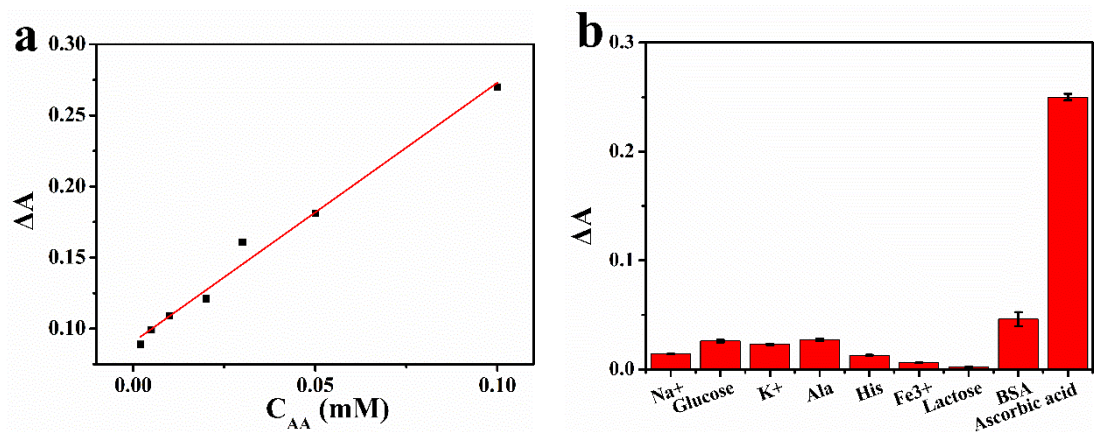 a
0.30
0.25
0.20
0.15
0.10
ΔA
0.00
0.05
0.10
C_AA (mM)
b
0.3
0.2
0.1
0.0
ΔA
Na+
Glucose
K+
Ala
His
Fe3+
Lactose
BSA
Ascorbic acid